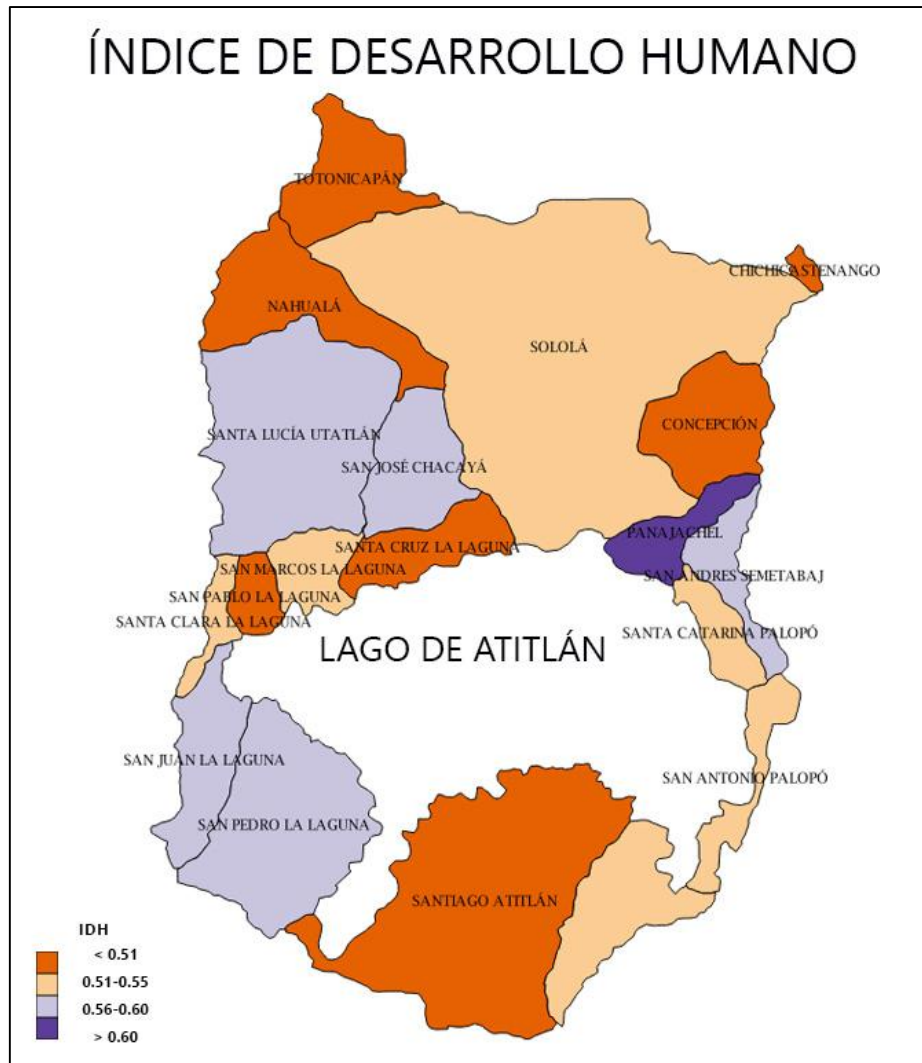 ÍNDICE DE DESARROLLO HUMANO
TOTONICAPÁN
CHICHICASTENANGO
NAHUALÁ
SOLOLÁ
CONCEPCIÓN
SANTA LUCÍA UTATLÁN
SAN JOSÉ CHACAYÁ
PANAJACHEL
SANTA CRUZ LA LAGUNA
SAN MARCOS LA LAGUNA
SAN ANDRES SEMETABAJ
SAN PABLO LA LAGUNA
SANTA CLARA LA LAGUNA
SANTA CATARINA PALOPÓ
LAGO DE ATITLÁN
SAN JUAN LA LAGUNA
SAN ANTONIO PALOPÓ
SAN PEDRO LA LAGUNA
SANTIAGO ATITLÁN
IDH
< 0.51
0.51-0.55
0.56-0.60
> 0.60